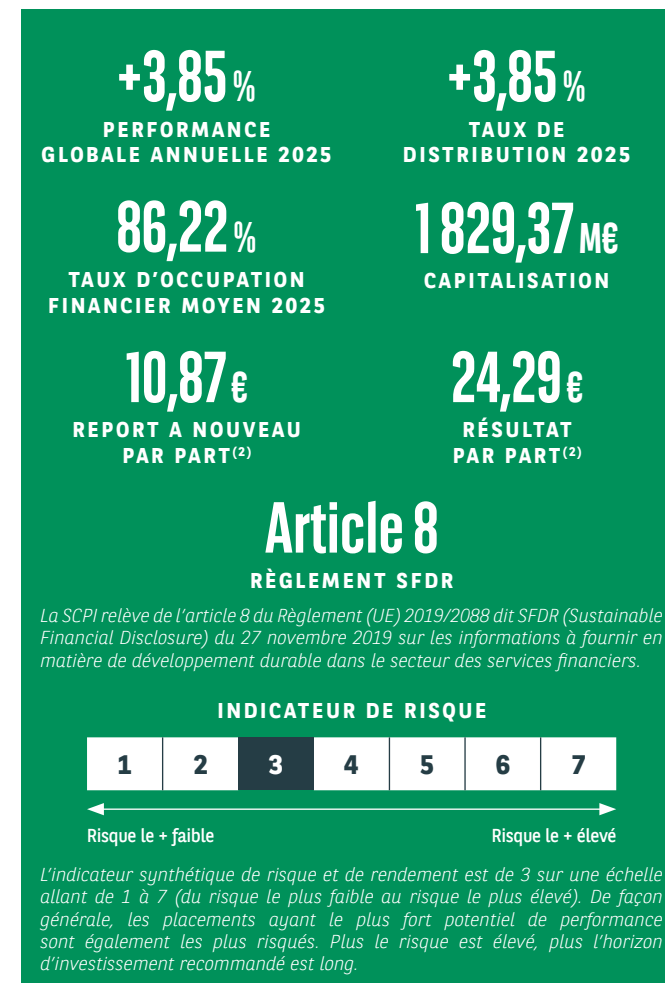 +3,85 %
PERFORMANCE
GLOBALE ANNUELLE 2025
+3,85 %
TAUX DE
DISTRIBUTION 2025
86,22 %
TAUX D'OCCUPATION
FINANCIER MOYEN 2025
1 829,37 M€
CAPITALISATION
10,87 €
REPORT A NOUVEAU
PAR PART(2)
24,29 €
RÉSULTAT
PAR PART(2)
Article 8
RÈGLEMENT SFDR
La SCPI relève de l'article 8 du Règlement (UE) 2019/2088 dit SFDR (Sustainable
Financial Disclosure) du 27 novembre 2019 sur les informations à fournir en
matière de développement durable dans le secteur des services financiers.
INDICATEUR DE RISQUE
1 2 3 4 5 6 7
Risque le + faible Risque le + élevé
L'indicateur synthétique de risque et de rendement est de 3 sur une échelle
allant de 1 à 7 (du risque le plus faible au risque le plus élevé). De façon
générale, les placements ayant le plus fort potentiel de performance
sont également les plus risqués. Plus le risque est élevé, plus l'horizon
d'investissement recommandé est long.